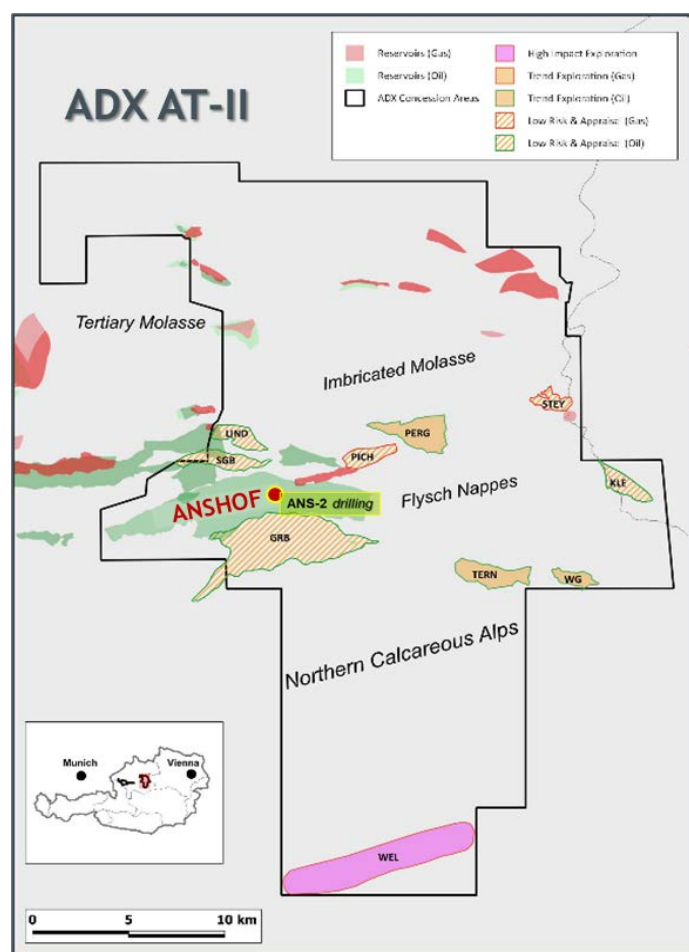 ADX AT-II
Reservoirs (Gas)
Reservoirs (Oil)
ADX Concession Areas
High Impact Exploration
Trend Exploration (Gas)
Trend Exploration (Oil)
Low Risk & Appraisal (Gas)
Low Risk & Appraisal (Oil)
Tertiary Molasse
Imbricated Molasse
STEY
LIND
PERG
SGB
PICH
KLE
Flysch Nappes
ANSHOF
ANS-2 drilling
GRB
TERN
WG
Northern Calcareous Alps
Munich
Vienna
WEL
0 5 10 km